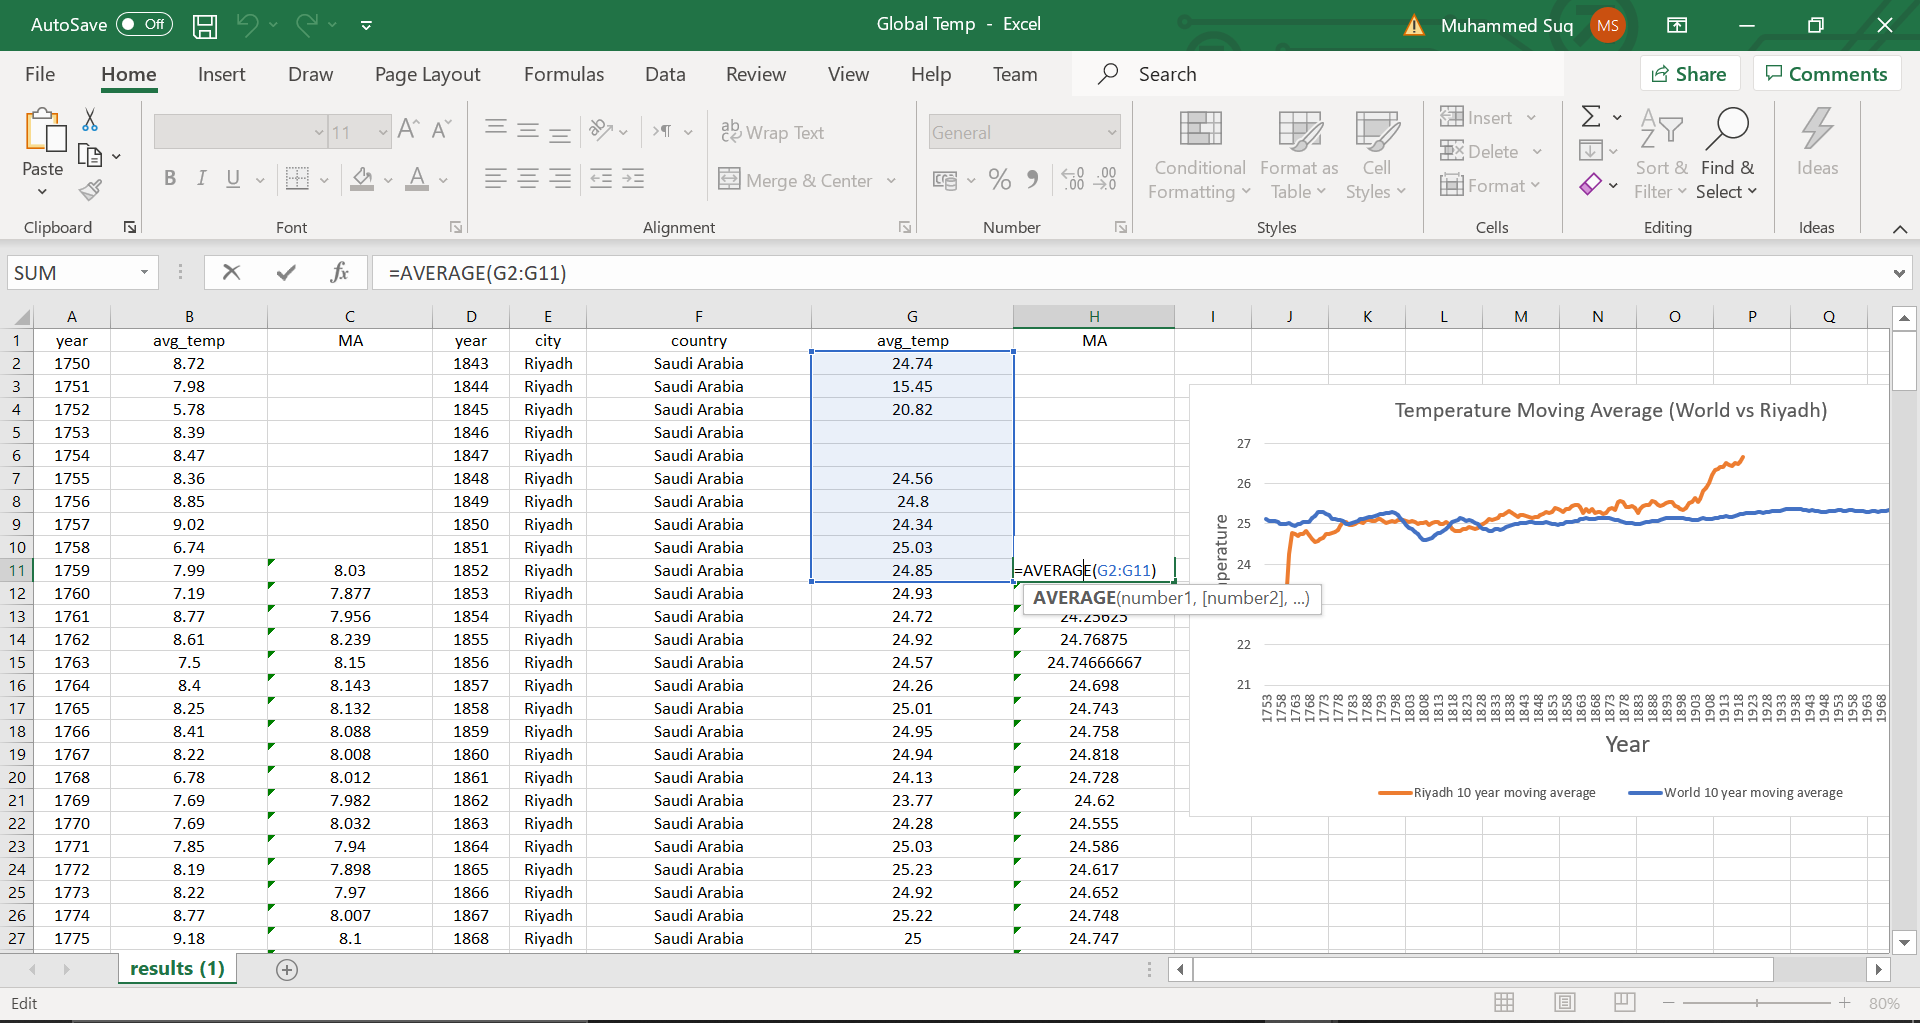 AutoSave Off
Global Temp - Excel
Muhammed Suq MS
File Home Insert Draw Page Layout Formulas Data Review View Help Team Search Share Comments
Paste
Clipboard
11
B I U A
Font
ab Wrap Text
Merge & Center
Alignment
General
% .00
Number
Conditional Formatting
Format as Table
Cell Styles
Styles
Insert
Delete
Format
Cells
Sort & Filter
Find & Select
Editing
Ideas
Ideas
SUM fx =AVERAGE(G2:G11)
A B C D E F G H I J K L M N O P Q
1 year avg_temp MA year city country avg_temp MA
2 1750 8.72 1843 Riyadh Saudi Arabia 24.74
3 1751 7.98 1844 Riyadh Saudi Arabia 15.45
4 1752 5.78 1845 Riyadh Saudi Arabia 20.82
5 1753 8.39 1846 Riyadh Saudi Arabia
6 1754 8.47 1847 Riyadh Saudi Arabia
7 1755 8.36 1848 Riyadh Saudi Arabia 24.56
8 1756 8.85 1849 Riyadh Saudi Arabia 24.8
9 1757 9.02 1850 Riyadh Saudi Arabia 24.34
10 1758 6.74 1851 Riyadh Saudi Arabia 25.03
11 1759 7.99 8.03 1852 Riyadh Saudi Arabia 24.85 =AVERAGE(G2:G11)
12 1760 7.19 7.877 1853 Riyadh Saudi Arabia 24.93
AVERAGE(number1, [number2], ...)
13 1761 8.77 7.956 1854 Riyadh Saudi Arabia 24.72 24.25625
14 1762 8.61 8.239 1855 Riyadh Saudi Arabia 24.92 24.76875
15 1763 7.5 8.15 1856 Riyadh Saudi Arabia 24.57 24.74666667
16 1764 8.4 8.143 1857 Riyadh Saudi Arabia 24.26 24.698
17 1765 8.25 8.132 1858 Riyadh Saudi Arabia 25.01 24.743
18 1766 8.41 8.088 1859 Riyadh Saudi Arabia 24.95 24.758
19 1767 8.22 8.008 1860 Riyadh Saudi Arabia 24.94 24.818
20 1768 6.78 8.012 1861 Riyadh Saudi Arabia 24.13 24.728
21 1769 7.69 7.982 1862 Riyadh Saudi Arabia 23.77 24.62
22 1770 7.69 8.032 1863 Riyadh Saudi Arabia 24.28 24.555
23 1771 7.85 7.94 1864 Riyadh Saudi Arabia 25.03 24.586
24 1772 8.19 7.898 1865 Riyadh Saudi Arabia 25.23 24.617
25 1773 8.22 7.97 1866 Riyadh Saudi Arabia 24.92 24.652
26 1774 8.77 8.007 1867 Riyadh Saudi Arabia 25.22 24.748
27 1775 9.18 8.1 1868 Riyadh Saudi Arabia 25 24.747
Temperature Moving Average (World vs Riyadh)
27
26
25
24
22
21
perature
1753 1758 1763 1768 1773 1778 1783 1788 1793 1798 1803 1808 1813 1818 1823 1828 1833 1838 1843 1848 1853 1858 1863 1868 1873 1878 1883 1888 1893 1898 1903 1908 1913 1918 1923 1928 1933 1938 1943 1948 1953 1958 1963 1968
Year
Riyadh 10 year moving average World 10 year moving average
results (1)
Edit 80%